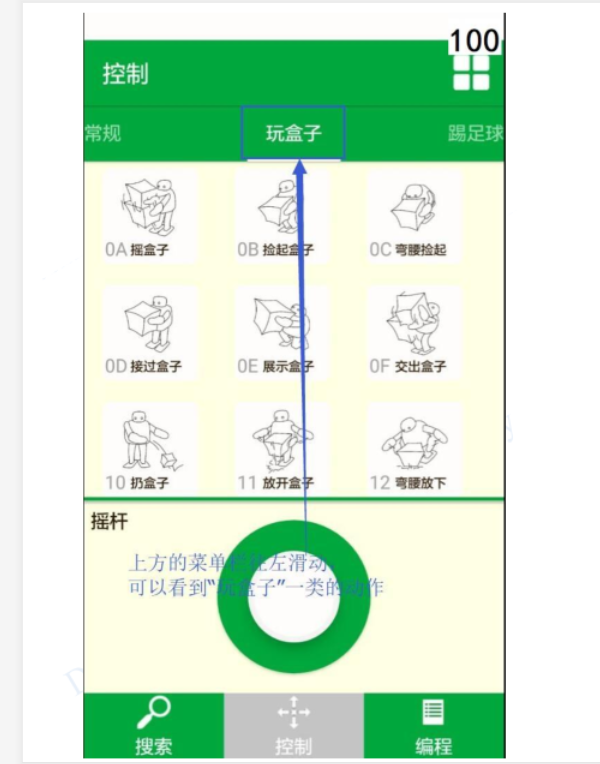 100
控制
常规 玩盒子 踢足球
0A 摇盒子 0B 捡起盒子 0C 弯腰捡起
0D 接过盒子 0E 展示盒子 0F 交出盒子
10 扔盒子 11 放开盒子 12 弯腰放下
摇杆
上方的菜单栏往左滑动,
可以看到“玩盒子”一类的动作
搜索 控制 编程